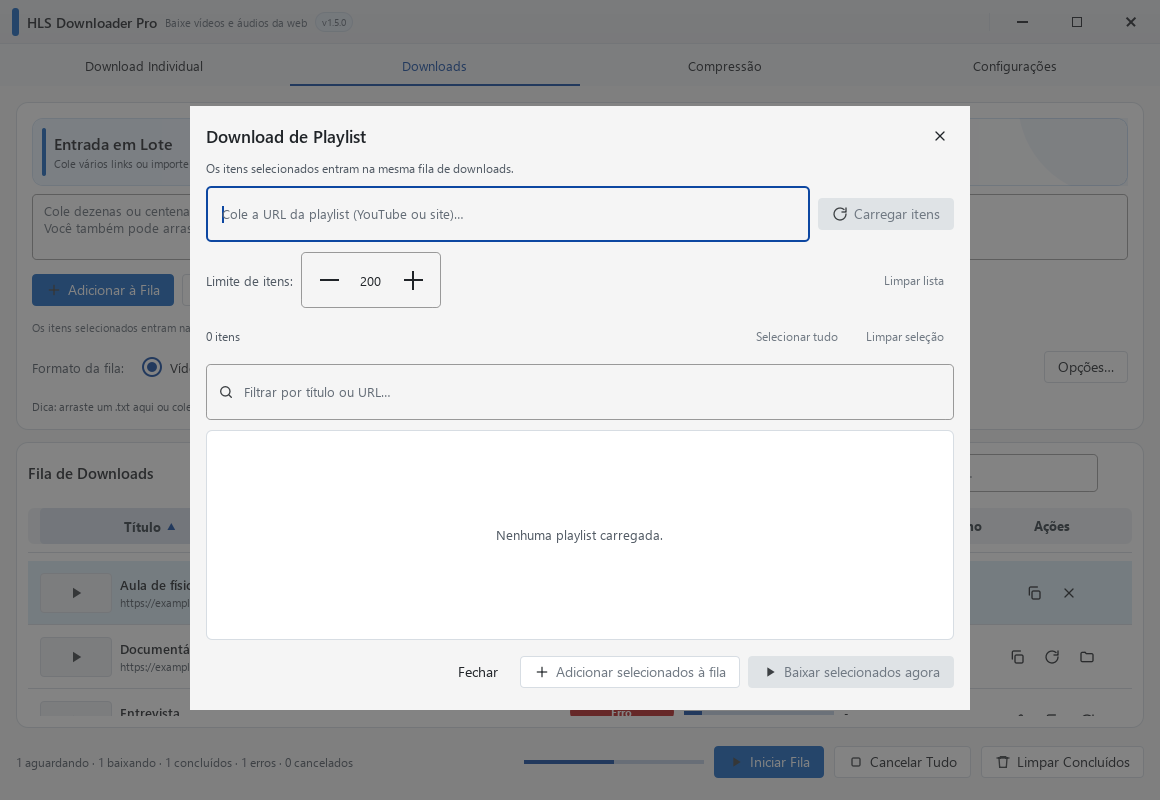 HLS Downloader Pro Baixe vídeos e áudios da web v1.5.0
Download Individual Downloads Compressão Configurações
Entrada em Lote
Cole vários links ou importe
Cole dezenas ou centena
Você também pode arras
Adicionar à Fila
Os itens selecionados entram na
Formato da fila: Víd
Opções...
Dica: arraste um .txt aqui ou cole
Download de Playlist
Os itens selecionados entram na mesma fila de downloads.
Cole a URL da playlist (YouTube ou site)...
Carregar itens
Limite de itens: 200
Limpar lista
0 itens
Selecionar tudo
Limpar seleção
Filtrar por título ou URL...
Nenhuma playlist carregada.
Fechar
Adicionar selecionados à fila
Baixar selecionados agora
Fila de Downloads
Título
Ações
Aula de físic
https://exampl
Documentá
https://exampl
Entrevista
Erro
1 aguardando · 1 baixando · 1 concluídos · 1 erros · 0 cancelados
Iniciar Fila
Cancelar Tudo
Limpar Concluídos